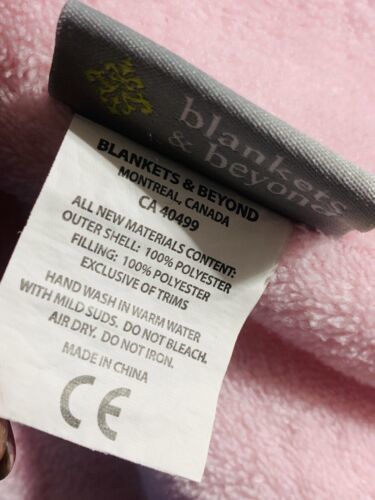 blankets
& beyond
BLANKETS & BEYOND
MONTREAL, CANADA
CA 40499
ALL NEW MATERIALS CONTENT:
OUTER SHELL: 100% POLYESTER
FILLING: 100% POLYESTER
EXCLUSIVE OF TRIMS
HAND WASH IN WARM WATER
WITH MILD SUDS. DO NOT BLEACH.
AIR DRY. DO NOT IRON.
MADE IN CHINA
CE